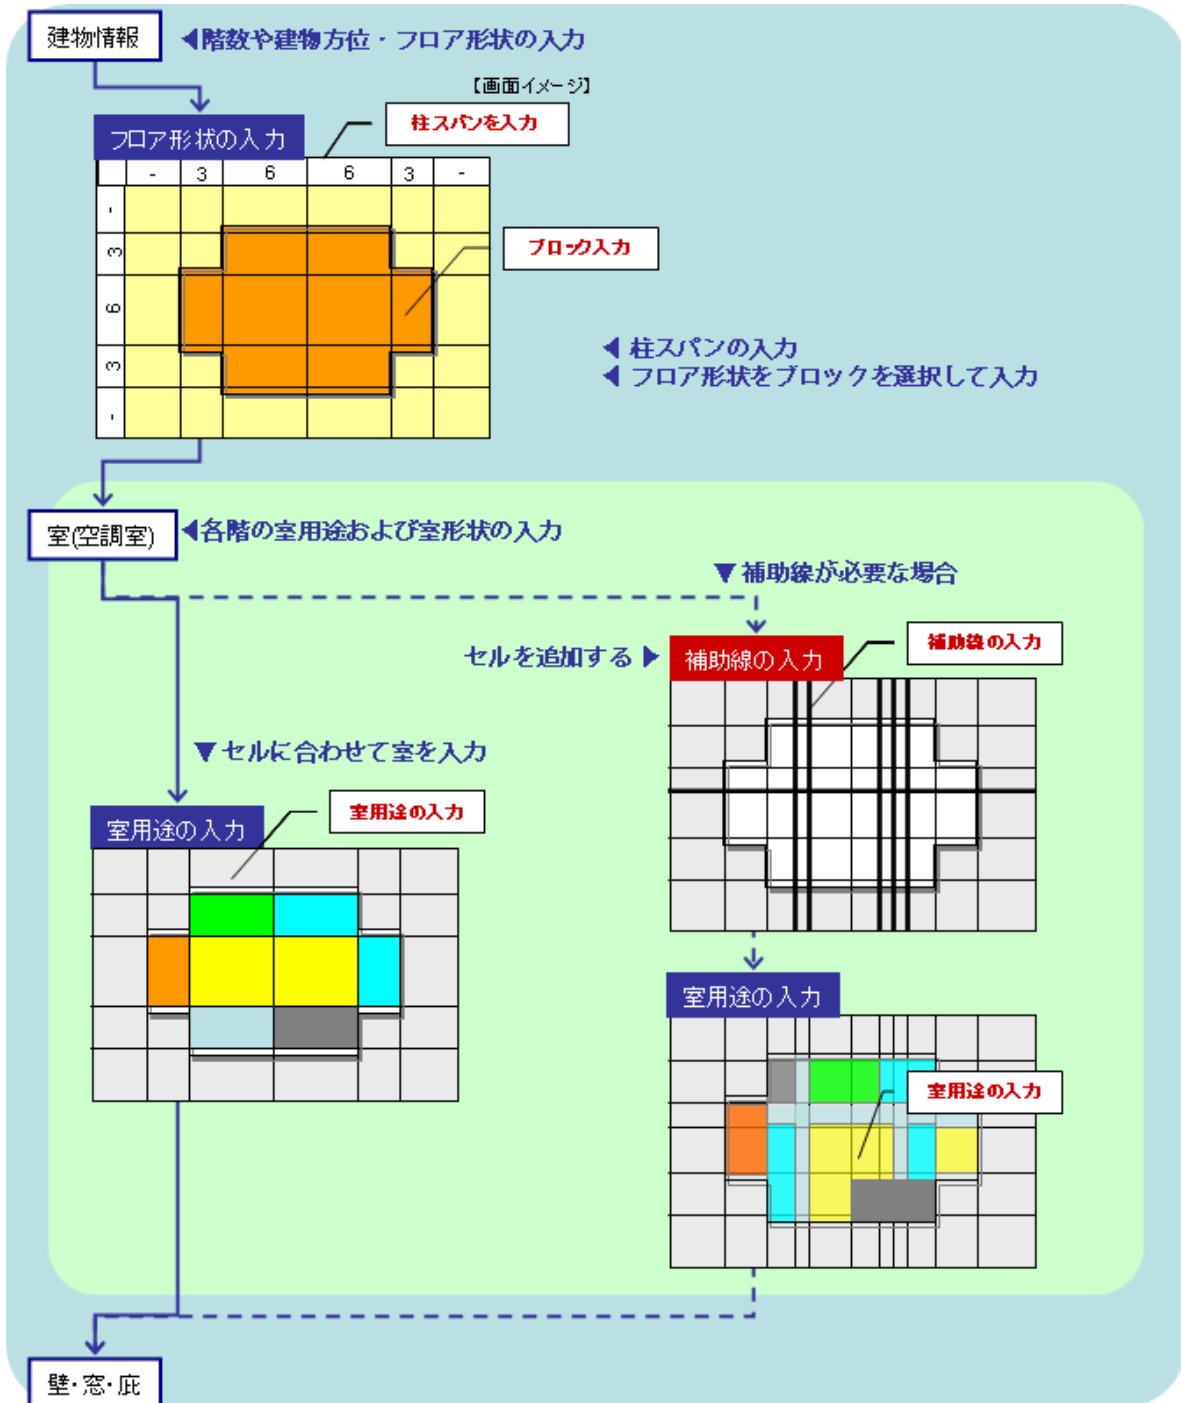 建物情報
◀階数や建物方位・フロア形状の入力
【画面イメージ】
フロア形状の入力
柱スパンを入力
- 3 6 6 3 -
-
3
6
3
-
ブロック入力
◀ 柱スパンの入力
◀ フロア形状をブロックを選択して入力
室(空調室)
◀各階の室用途および室形状の入力
▼ 補助線が必要な場合
セルを追加する ▶
補助線の入力
補助線の入力
▼ セルに合わせて室を入力
室用途の入力
室用途の入力
室用途の入力
室用途の入力
壁・窓・庇